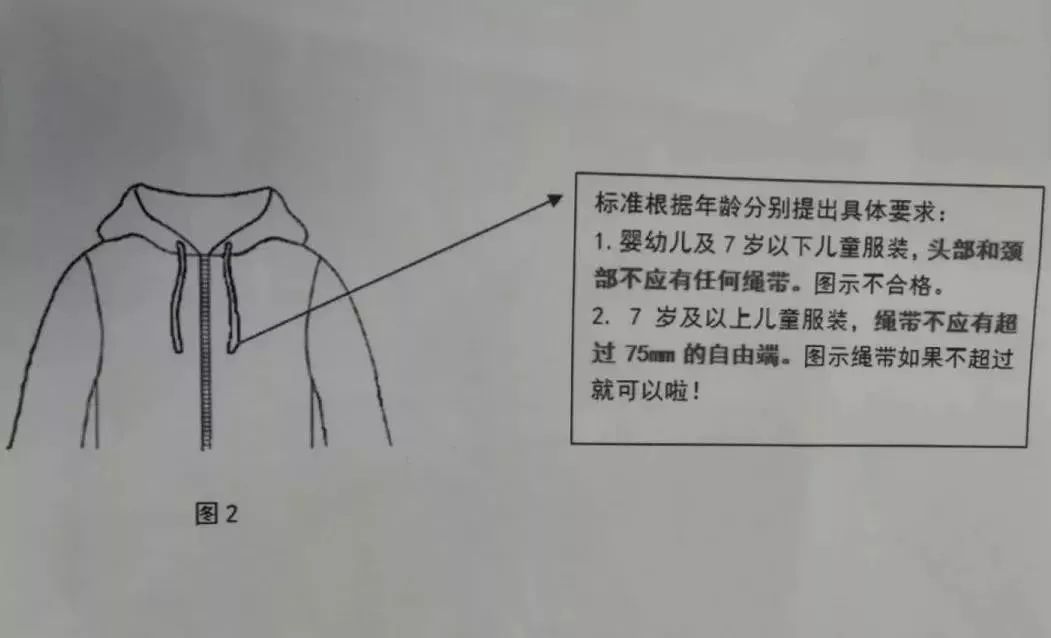 标准根据年龄分别提出具体要求：
1. 婴幼儿及 7 岁以下儿童服装，头部和颈
部不应有任何绳带。图示不合格。
2. 7 岁及以上儿童服装，绳带不应有超
过 75mm 的自由端。图示绳带如果不超过
就可以啦！
图 2